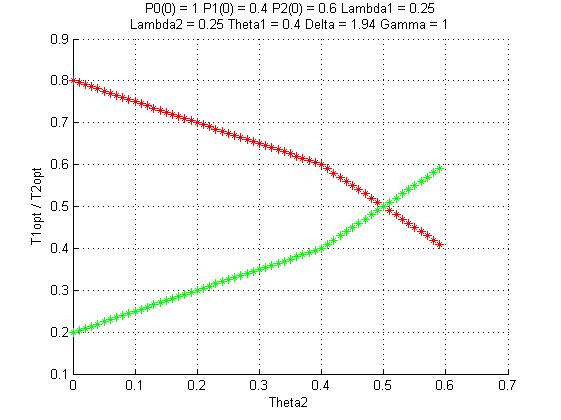 P0(0) = 1 P1(0) = 0.4 P2(0) = 0.6 Lambda1 = 0.25
Lambda2 = 0.25 Theta1 = 0.4 Delta = 1.94 Gamma = 1
0.9
0.8
0.7
0.6
0.5
0.4
0.3
0.2
0.1
T1opt / T2opt
0 0.1 0.2 0.3 0.4 0.5 0.6 0.7
Theta2